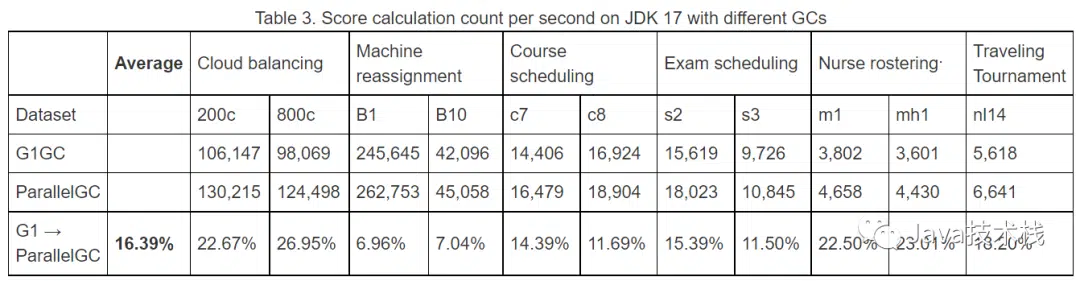 Table 3. Score calculation count per second on JDK 17 with different GCs
Average Cloud balancing Machine reassignment Course scheduling Exam scheduling Nurse rostering· Traveling Tournament
Dataset 200c 800c B1 B10 c7 c8 s2 s3 m1 mh1 nl14
G1GC 106,147 98,069 245,645 42,096 14,406 16,924 15,619 9,726 3,802 3,601 5,618
ParallelGC 130,215 124,498 262,753 45,058 16,479 18,904 18,023 10,845 4,658 4,430 6,641
G1 → ParallelGC 16.39% 22.67% 26.95% 6.96% 7.04% 14.39% 11.69% 15.39% 11.50% 22.50% 23.01% 18.20%
Java技术栈